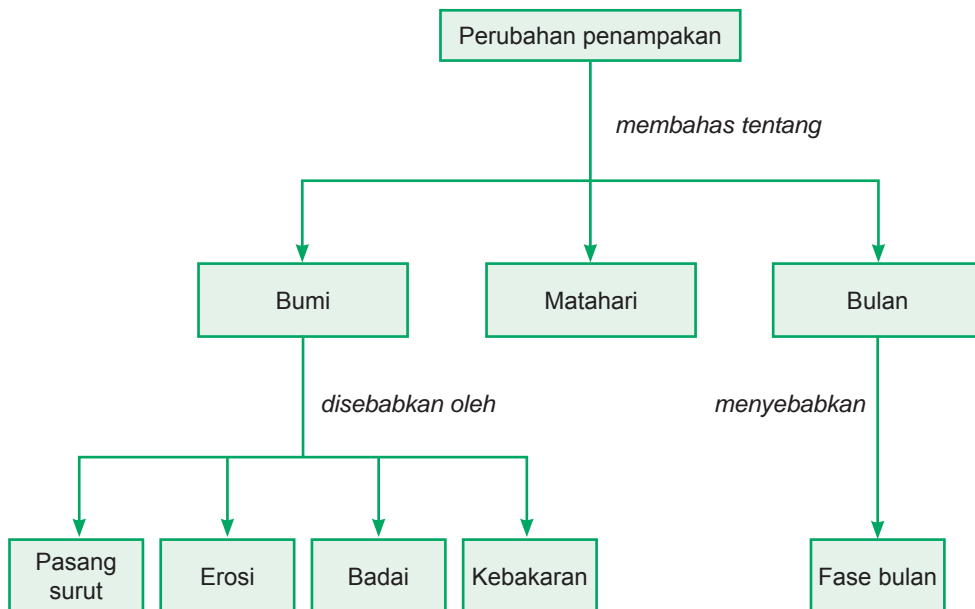 Perubahan penampakan
membahas tentang
Bumi
Matahari
Bulan
disebabkan oleh
menyebabkan
Pasang
surut
Erosi
Badai
Kebakaran
Fase bulan